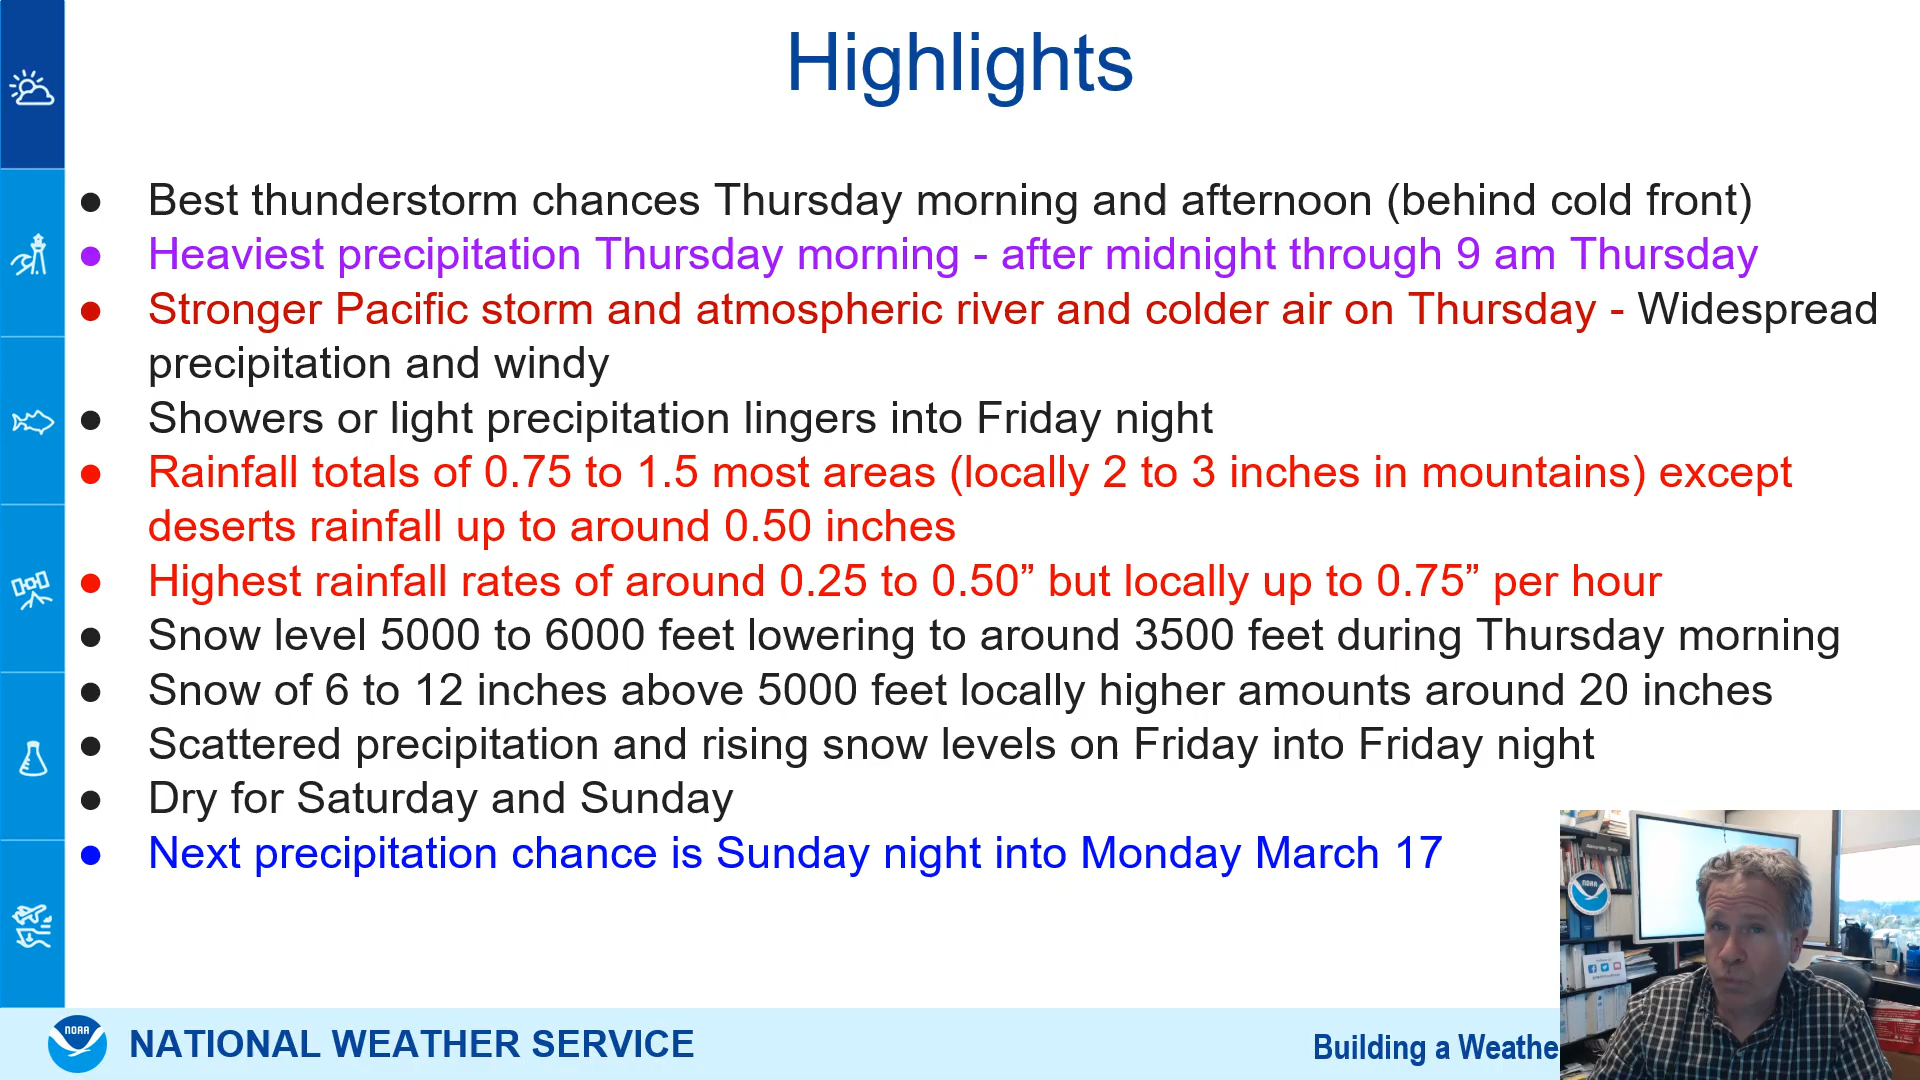 Highlights
● Best thunderstorm chances Thursday morning and afternoon (behind cold front)
● Heaviest precipitation Thursday morning - after midnight through 9 am Thursday
● Stronger Pacific storm and atmospheric river and colder air on Thursday - Widespread
precipitation and windy
● Showers or light precipitation lingers into Friday night
● Rainfall totals of 0.75 to 1.5 most areas (locally 2 to 3 inches in mountains) except
deserts rainfall up to around 0.50 inches
● Highest rainfall rates of around 0.25 to 0.50” but locally up to 0.75” per hour
● Snow level 5000 to 6000 feet lowering to around 3500 feet during Thursday morning
● Snow of 6 to 12 inches above 5000 feet locally higher amounts around 20 inches
● Scattered precipitation and rising snow levels on Friday into Friday night
● Dry for Saturday and Sunday
● Next precipitation chance is Sunday night into Monday March 17
NOAA
NOAA
NATIONAL WEATHER SERVICE
Building a Weathe